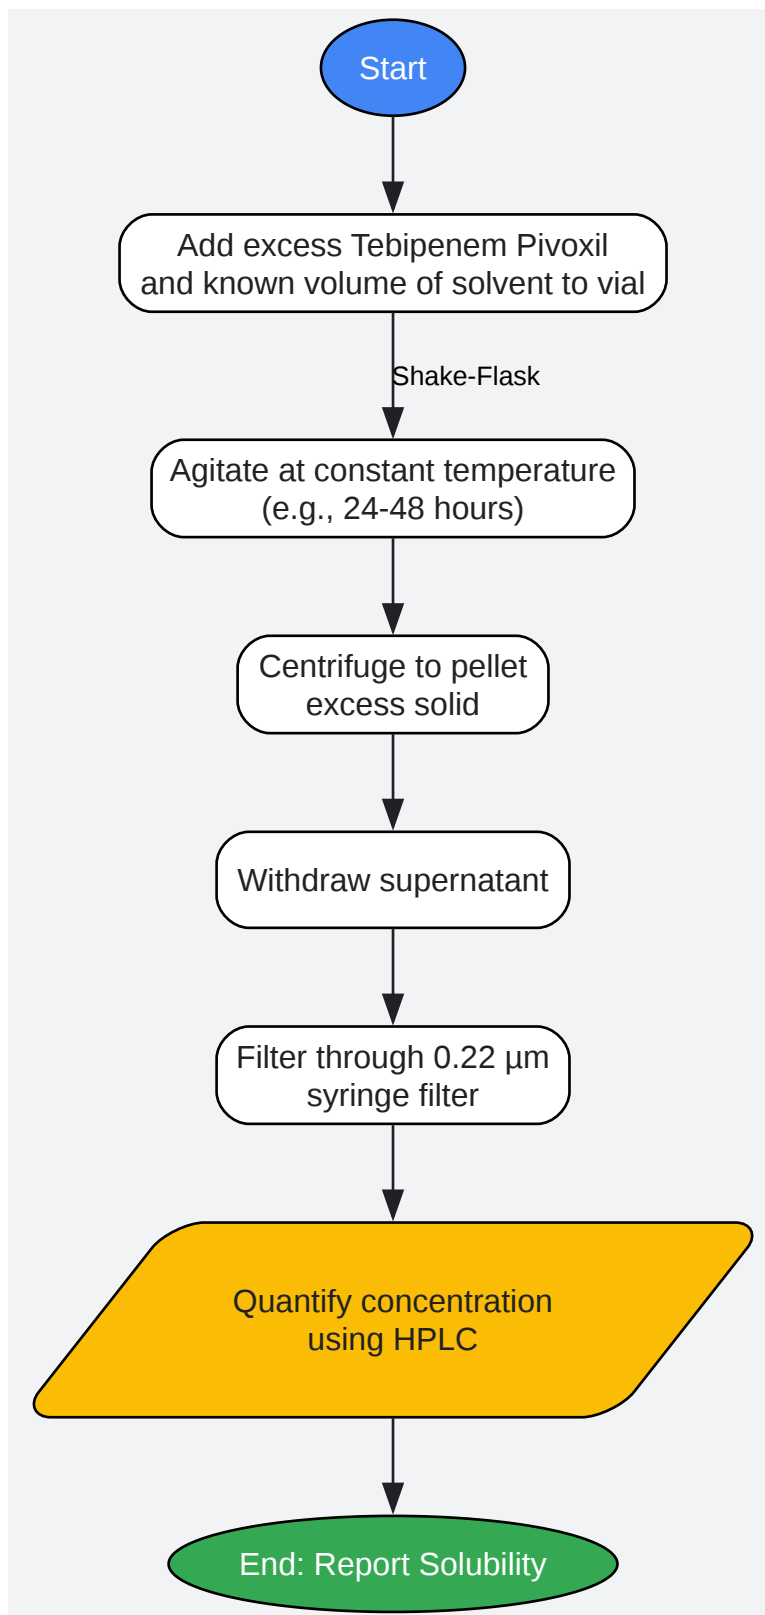 Start
Add excess Tebipenem Pivoxil
and known volume of solvent to vial
Shake-Flask
Agitate at constant temperature
(e.g., 24-48 hours)
Centrifuge to pellet
excess solid
Withdraw supernatant
Filter through 0.22 µm
syringe filter
Quantify concentration
using HPLC
End: Report Solubility